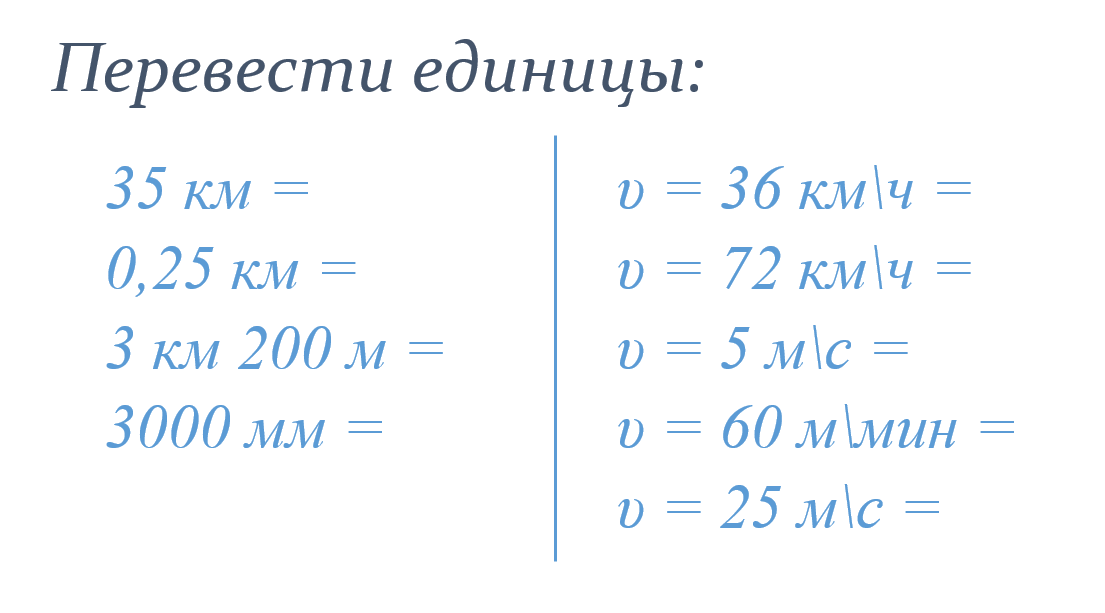 Перевести единицы:
35 км =
0,25 км =
3 км 200 м =
3000 мм =
υ = 36 км\ч =
υ = 72 км\ч =
υ = 5 м\с =
υ = 60 м\мин =
υ = 25 м\с =